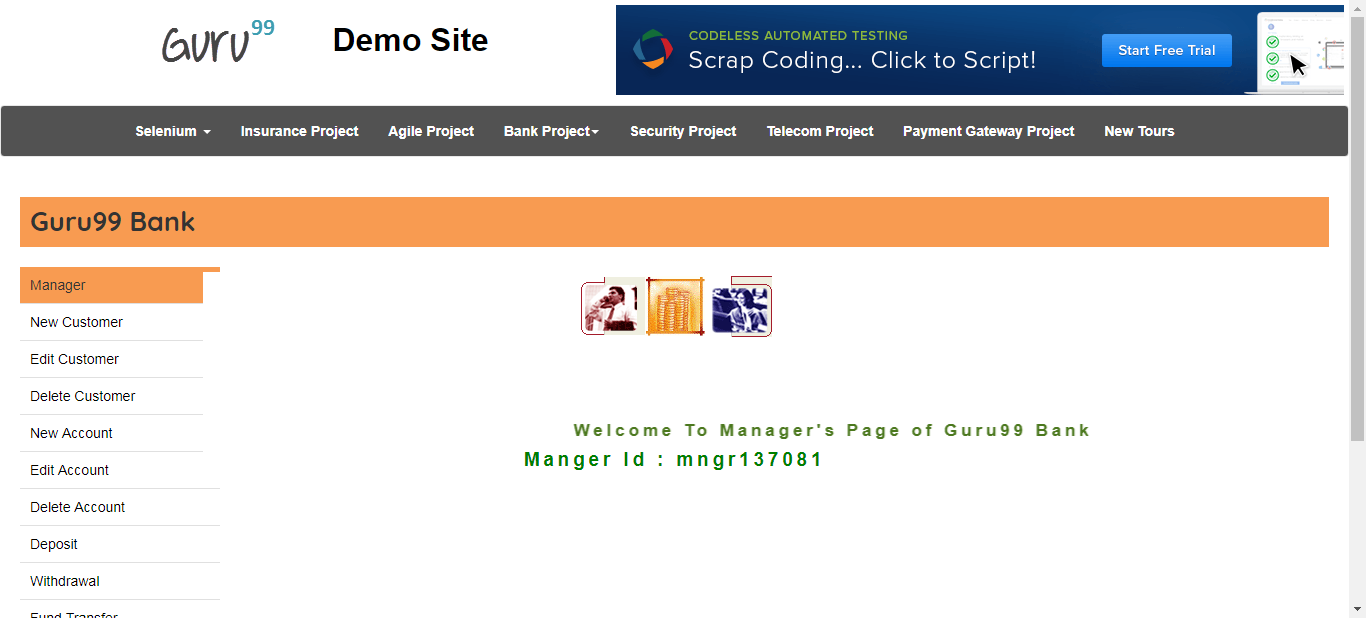 Guru99
Demo Site
CODELESS AUTOMATED TESTING
Scrap Coding... Click to Script!
Start Free Trial
Selenium Insurance Project Agile Project Bank Project Security Project Telecom Project Payment Gateway Project New Tours
Guru99 Bank
Manager
New Customer
Edit Customer
Delete Customer
New Account
Edit Account
Delete Account
Deposit
Withdrawal
Fund Transfer
Welcome To Manager's Page of Guru99 Bank
Manger Id : mngr137081